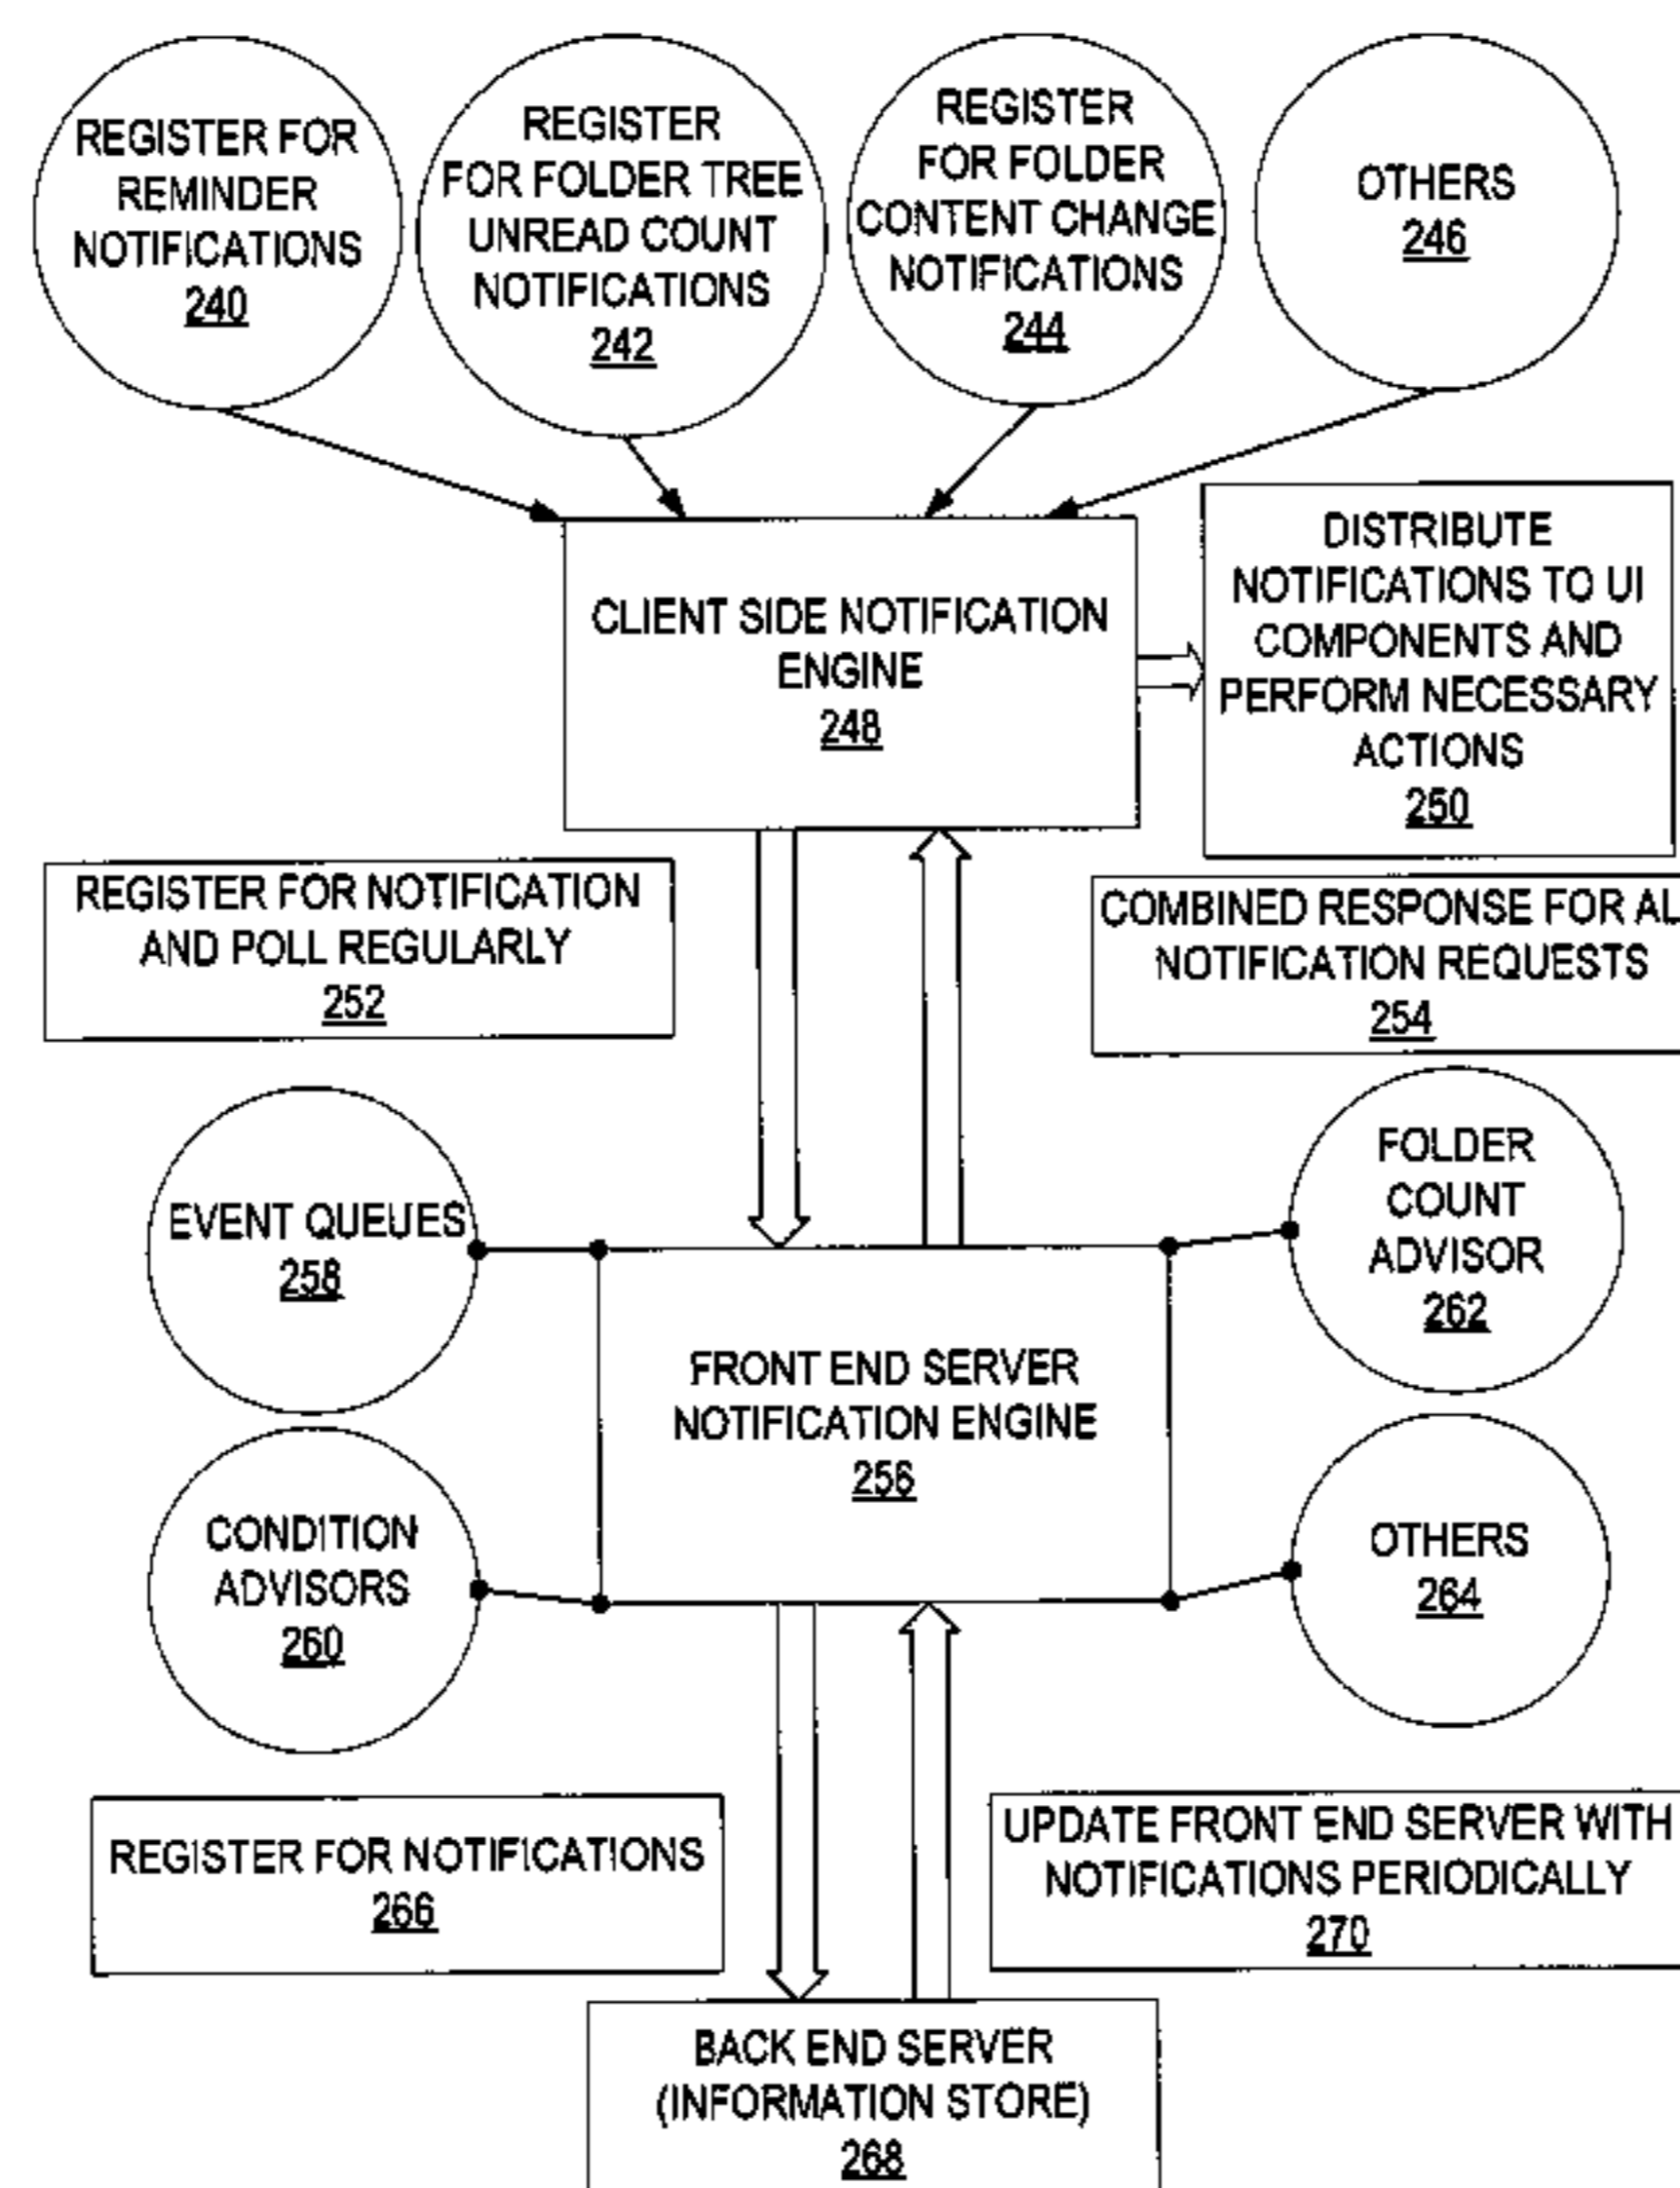 REGISTER FOR
REMINDER
NOTIFICATIONS
240
REGISTER
FOR FOLDER TREE
UNREAD COUNT
NOTIFICATIONS
242
REGISTER
FOR FOLDER
CONTENT CHANGE
NOTIFICATIONS
244
OTHERS
246
CLIENT SIDE NOTIFICATION
ENGINE
248
DISTRIBUTE
NOTIFICATIONS TO UI
COMPONENTS AND
PERFORM NECESSARY
ACTIONS
250
REGISTER FOR NOTIFICATION
AND POLL REGULARLY
252
COMBINED RESPONSE FOR AL
NOTIFICATION REQUESTS
254
EVENT QUEUES
258
FOLDER
COUNT
ADVISOR
262
FRONT END SERVER
NOTIFICATION ENGINE
256
CONDITION
ADVISORS
260
OTHERS
264
REGISTER FOR NOTIFICATIONS
266
UPDATE FRONT END SERVER WITH
NOTIFICATIONS PERIODICALLY
270
BACK END SERVER
(INFORMATION STORE)
268